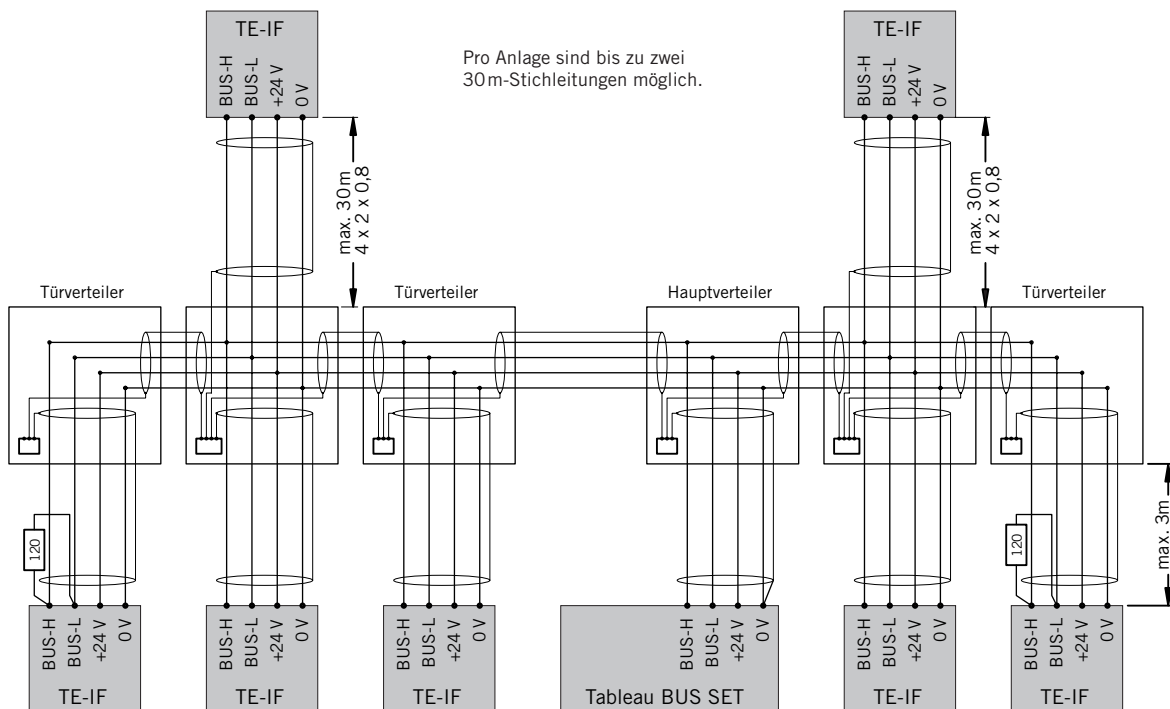 TE-IF
BUS-H
BUS-L
+24 V
0 V
Pro Anlage sind bis zu zwei
30 m-Stichleitungen möglich.
TE-IF
BUS-H
BUS-L
+24 V
0 V
max. 30 m
4 x 2 x 0,8
max. 30 m
4 x 2 x 0,8
Türverteiler
Türverteiler
Hauptverteiler
Türverteiler
120
120
max. 3m
BUS-H
BUS-L
+24 V
0 V
TE-IF
BUS-H
BUS-L
+24 V
0 V
TE-IF
BUS-H
BUS-L
+24 V
0 V
TE-IF
BUS-H
BUS-L
+24 V
0 V
Tableau BUS SET
BUS-H
BUS-L
+24 V
0 V
TE-IF
BUS-H
BUS-L
+24 V
0 V
TE-IF